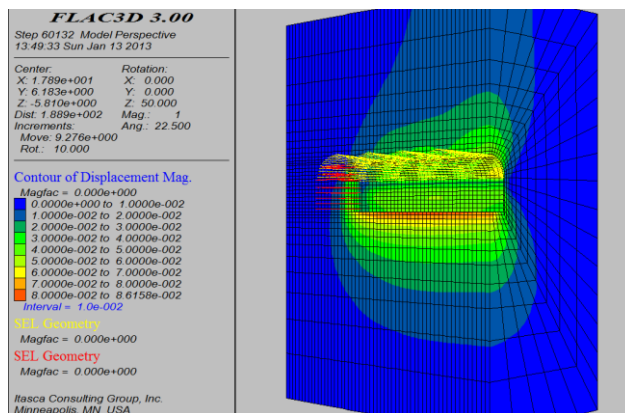 FLAC3D 3.00
Step 60132 Model Perspective
13:49:33 Sun Jan 13 2013
Center: Rotation:
X: 1.789e+001 X: 0.000
Y: 6.183e+000 Y: 0.000
Z: -5.810e+000 Z: 50.000
Dist: 1.889e+002 Mag.: 1
Increments: Ang.: 22.500
Move: 9.276e+000
Rot.: 10.000
Contour of Displacement Mag.
Magfac = 0.000e+000
0.0000e+000 to 1.0000e-002
1.0000e-002 to 2.0000e-002
2.0000e-002 to 3.0000e-002
3.0000e-002 to 4.0000e-002
4.0000e-002 to 5.0000e-002
5.0000e-002 to 6.0000e-002
6.0000e-002 to 7.0000e-002
7.0000e-002 to 8.0000e-002
8.0000e-002 to 8.6158e-002
Interval = 1.0e-002
SEL Geometry
Magfac = 0.000e+000
SEL Geometry
Magfac = 0.000e+000
Itasca Consulting Group, Inc.
Minneapolis, MN USA